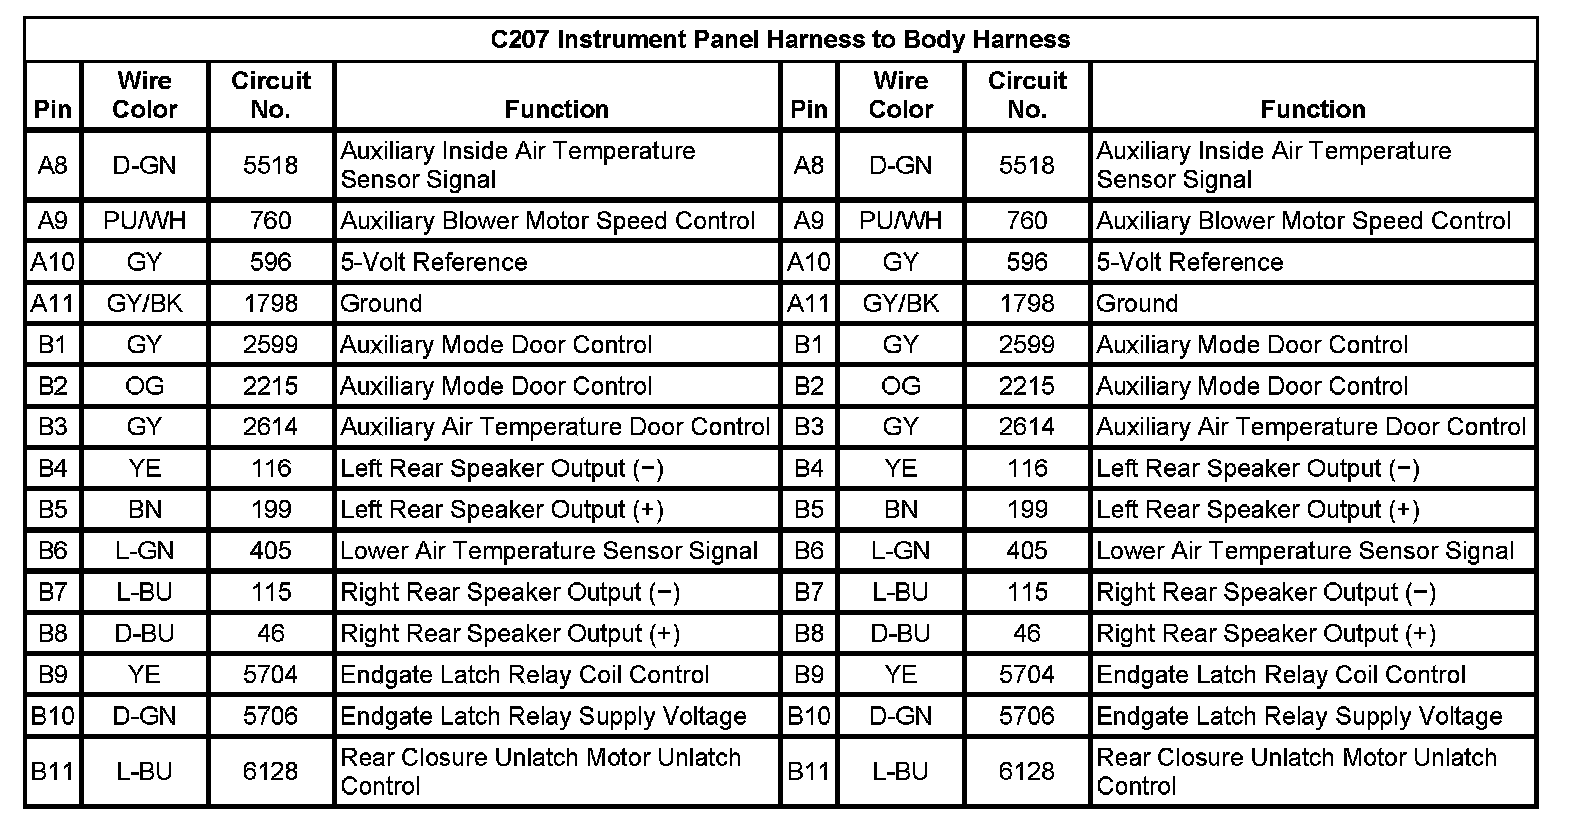 C207 Instrument Panel Harness to Body Harness
Pin Wire Color Circuit No. Function Pin Wire Color Circuit No. Function
A8 D-GN 5518 Auxiliary Inside Air Temperature Sensor Signal A8 D-GN 5518 Auxiliary Inside Air Temperature Sensor Signal
A9 PU/WH 760 Auxiliary Blower Motor Speed Control A9 PU/WH 760 Auxiliary Blower Motor Speed Control
A10 GY 596 5-Volt Reference A10 GY 596 5-Volt Reference
A11 GY/BK 1798 Ground A11 GY/BK 1798 Ground
B1 GY 2599 Auxiliary Mode Door Control B1 GY 2599 Auxiliary Mode Door Control
B2 OG 2215 Auxiliary Mode Door Control B2 OG 2215 Auxiliary Mode Door Control
B3 GY 2614 Auxiliary Air Temperature Door Control B3 GY 2614 Auxiliary Air Temperature Door Control
B4 YE 116 Left Rear Speaker Output (−) B4 YE 116 Left Rear Speaker Output (−)
B5 BN 199 Left Rear Speaker Output (+) B5 BN 199 Left Rear Speaker Output (+)
B6 L-GN 405 Lower Air Temperature Sensor Signal B6 L-GN 405 Lower Air Temperature Sensor Signal
B7 L-BU 115 Right Rear Speaker Output (−) B7 L-BU 115 Right Rear Speaker Output (−)
B8 D-BU 46 Right Rear Speaker Output (+) B8 D-BU 46 Right Rear Speaker Output (+)
B9 YE 5704 Endgate Latch Relay Coil Control B9 YE 5704 Endgate Latch Relay Coil Control
B10 D-GN 5706 Endgate Latch Relay Supply Voltage B10 D-GN 5706 Endgate Latch Relay Supply Voltage
B11 L-BU 6128 Rear Closure Unlatch Motor Unlatch Control B11 L-BU 6128 Rear Closure Unlatch Motor Unlatch Control